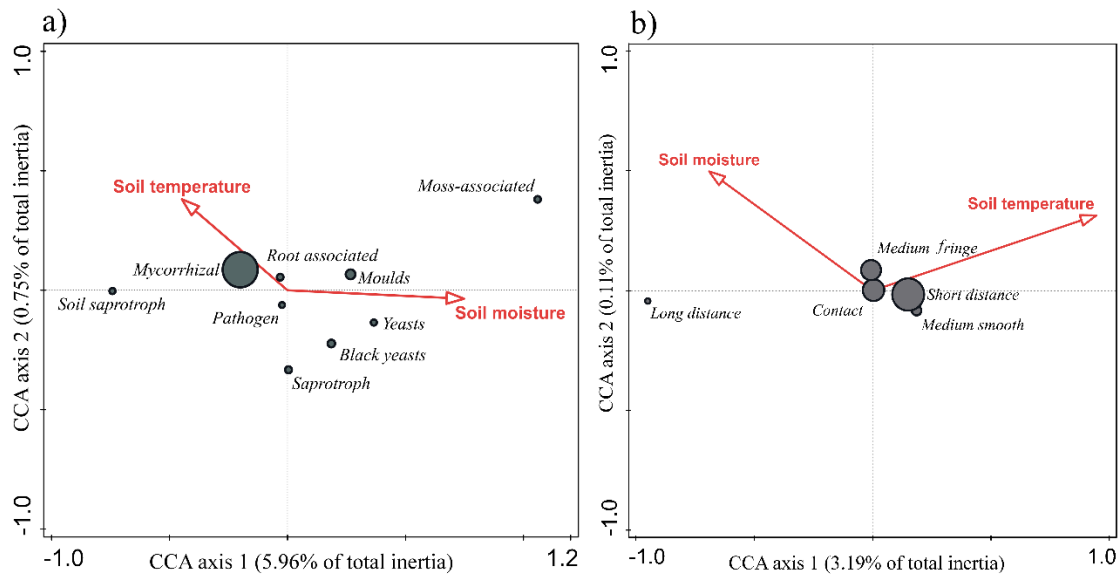 a)
1.0
CCA axis 2 (0.75% of total inertia)
-1.0
Soil temperature
Moss-associated
Mycorrhizal
Root associated
Moulds
Soil saprotroph
Pathogen
Soil moisture
Yeasts
Black yeasts
Saprotroph
-1.0
CCA axis 1 (5.96% of total inertia)
1.2
b)
1.0
CCA axis 2 (0.11% of total inertia)
-1.0
Soil moisture
Soil temperature
Medium fringe
Long distance
Contact
Short distance
Medium smooth
-1.0
CCA axis 1 (3.19% of total inertia)
1.0